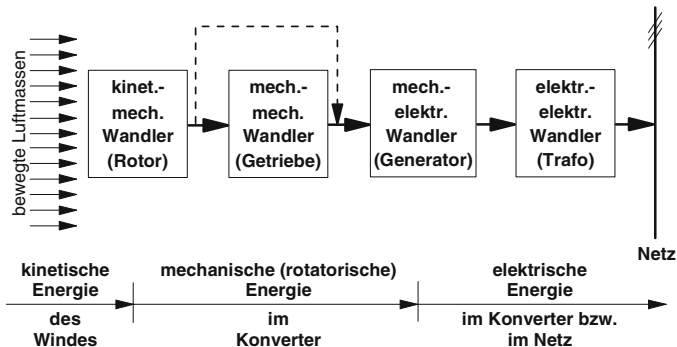 bewegte Luftmassen
kinet.-
mech.
Wandler
(Rotor)
mech.-
mech.
Wandler
(Getriebe)
mech.-
elektr.
Wandler
(Generator)
elektr.-
elektr.
Wandler
(Trafo)
Netz
kinetische
Energie
des
Windes
mechanische (rotatorische)
Energie
im
Konverter
elektrische
Energie
im Konverter bzw.
im Netz